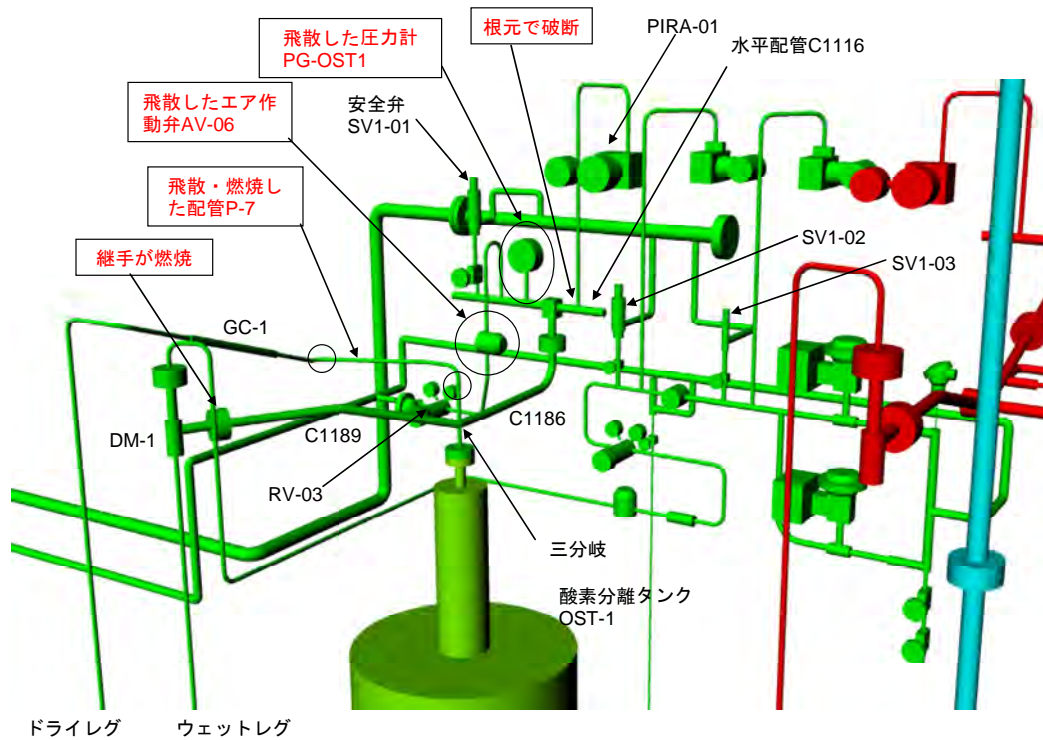 飛散した圧力計
PG-OST1
根元で破断
PIRA-01
水平配管C1116
飛散したエア作
動弁AV-06
安全弁
SV1-01
飛散・燃焼し
た配管P-7
継手が燃焼
SV1-02
SV1-03
GC-1
DM-1
C1189
C1186
RV-03
三分岐
酸素分離タンク
OST-1
ドライレグ
ウェットレグ